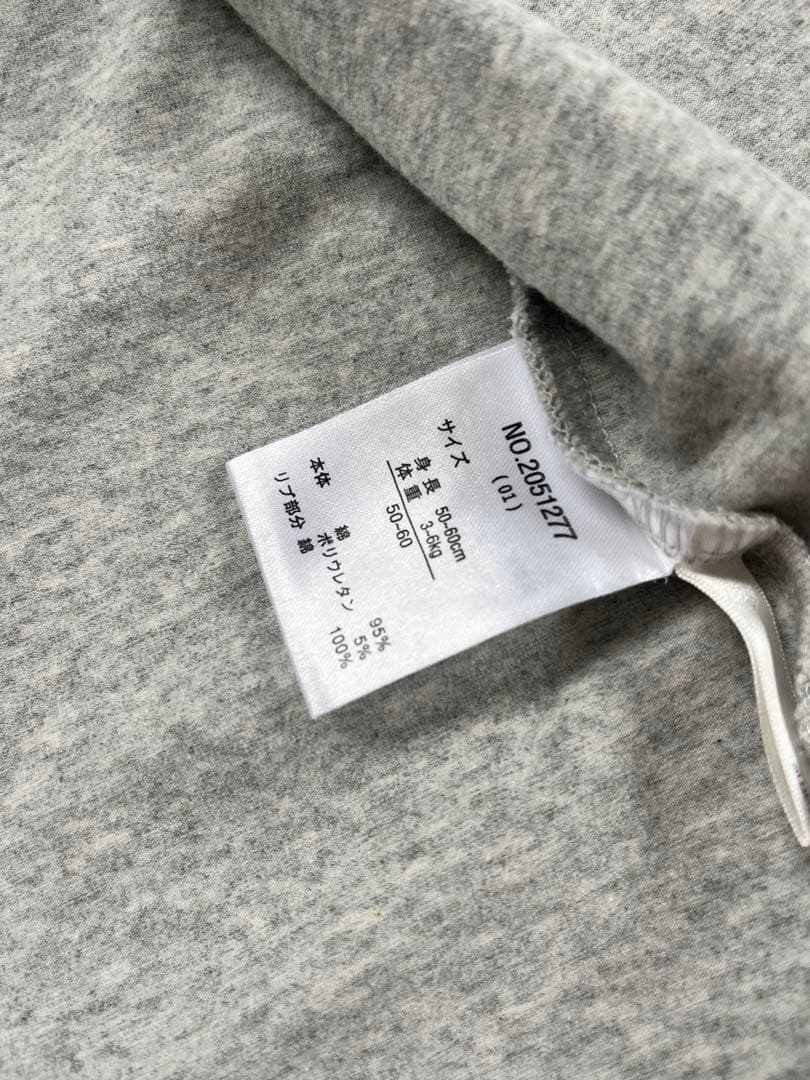 NO.2051277
(01)
サイズ
身長 50-60cm
体重 3-6kg
50-60
本体 綿 95%
ポリウレタン 5%
リブ部分 綿 100%